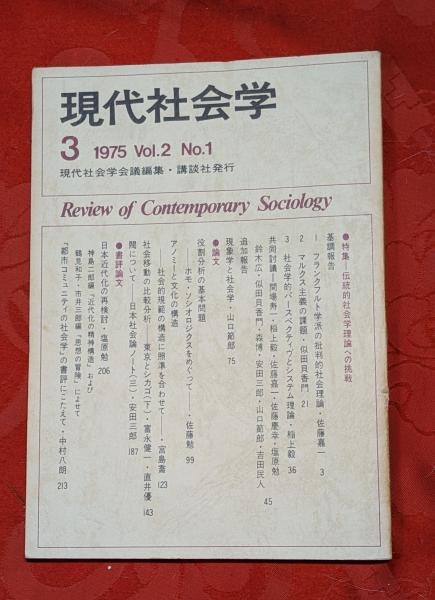 現代社会学
3 1975 Vol.2 No.1
現代社会学会議編集・講談社発行
Review of Contemporary Sociology
●特集—伝統的社会学理論への挑戦
基調報告
1 フランクフルト学派の批判的社会理論・佐藤嘉一 3
2 マルクス主義の課題・似田貝香門 21
3 社会学的パースペクティヴとシステム理論・稲上毅 36
共同討議—間場寿一・稲上毅・佐藤嘉一・佐藤慶幸・塩原勉
鈴木広・似田貝香門・森博・安田三郎・山口節郎・吉田民人 45
追加報告
現象学と社会学・山口節郎 75
●論文
役割分析の基本問題
——ホモ・ソシオロジクスをめぐって——・佐藤勉 99
アノミーと文化の構造
——社会的規範の構造に照準を合わせて——・宮島喬 123
社会移動の比較分析 東京とシカゴ(下)・富永健一・直井優 143
閥について——日本社会論ノート(三)・安田三郎 187
●書評論文
日本近代化の再検討・塩原勉 206
神島二郎編『近代化の精神構造』および
鶴見和子・市井三郎編『思想の冒険』によせて
『都市コミュニティの社会学』の書評にこたえて・中村八朗 213